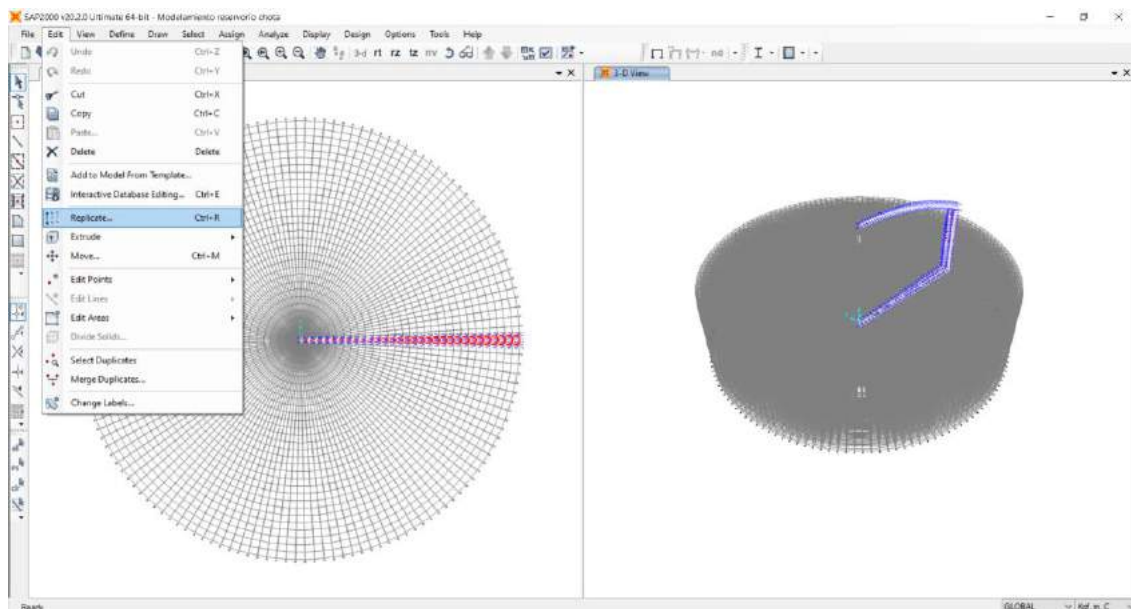 SAP2000 v20.2.0 Ultimate 64-bit - Modelamiento reservorio chota
File Edit View Define Draw Select Assign Analyze Display Design Options Tools Help
3-d
nd
3-D View
Undo Ctrl+Z
Redo Ctrl+Y
Cut Ctrl+X
Copy Ctrl+C
Paste... Ctrl+V
Delete Delete
Add to Model From Template...
Interactive Database Editing... Ctrl+E
Replicate... Ctrl+R
Extrude
Move... Ctrl+M
Edit Points
Edit Lines
Edit Areas
Divide Solids...
Select Duplicates
Merge Duplicates...
Change Labels...
Ready
GLOBAL
Kgf, m, C